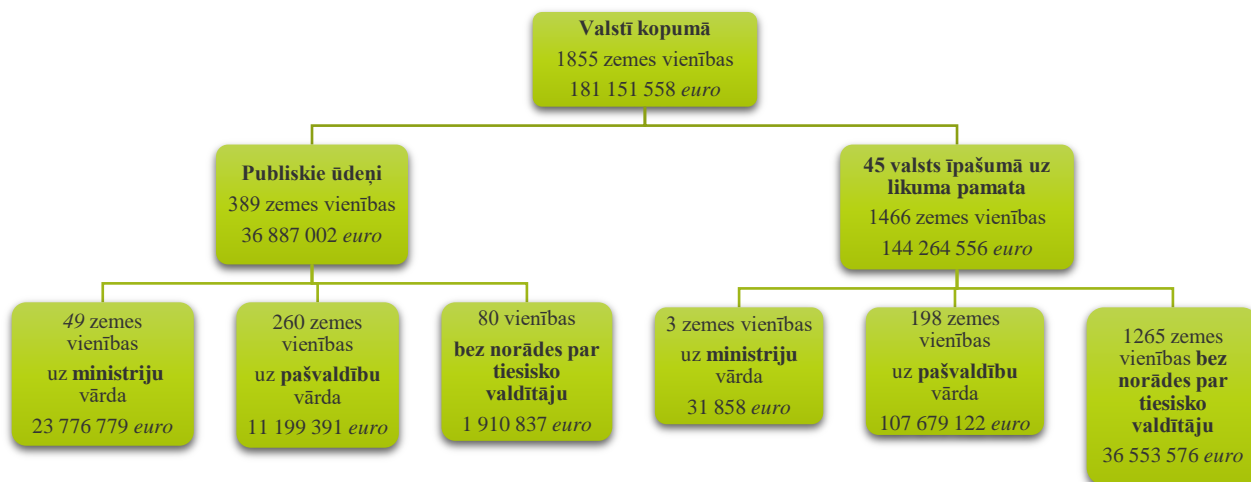 Valstī kopumā
1855 zemes vienības
181 151 558 euro
Publiskie ūdeņi
389 zemes vienības
36 887 002 euro
45 valsts īpašumā uz
likuma pamata
1466 zemes vienības
144 264 556 euro
49 zemes
vienības
uz ministriju
vārda
23 776 779 euro
260 zemes
vienības
uz pašvaldību
vārda
11 199 391 euro
80 vienības
bez norādes par
tiesisko
valdītāju
1 910 837 euro
3 zemes vienības
uz ministriju
vārda
31 858 euro
198 zemes
vienības
uz pašvaldību
vārda
107 679 122 euro
1265 zemes
vienības bez
norādes par
tiesisko
valdītāju
36 553 576 euro